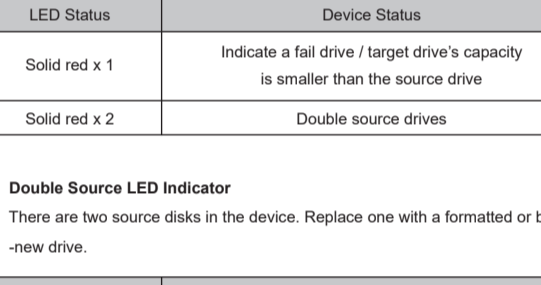 LED Status Device Status
Solid red x 1 Indicate a fail drive / target drive's capacity
is smaller than the source drive
Solid red x 2 Double source drives
Double Source LED Indicator
There are two source disks in the device. Replace one with a formatted or
-new drive.